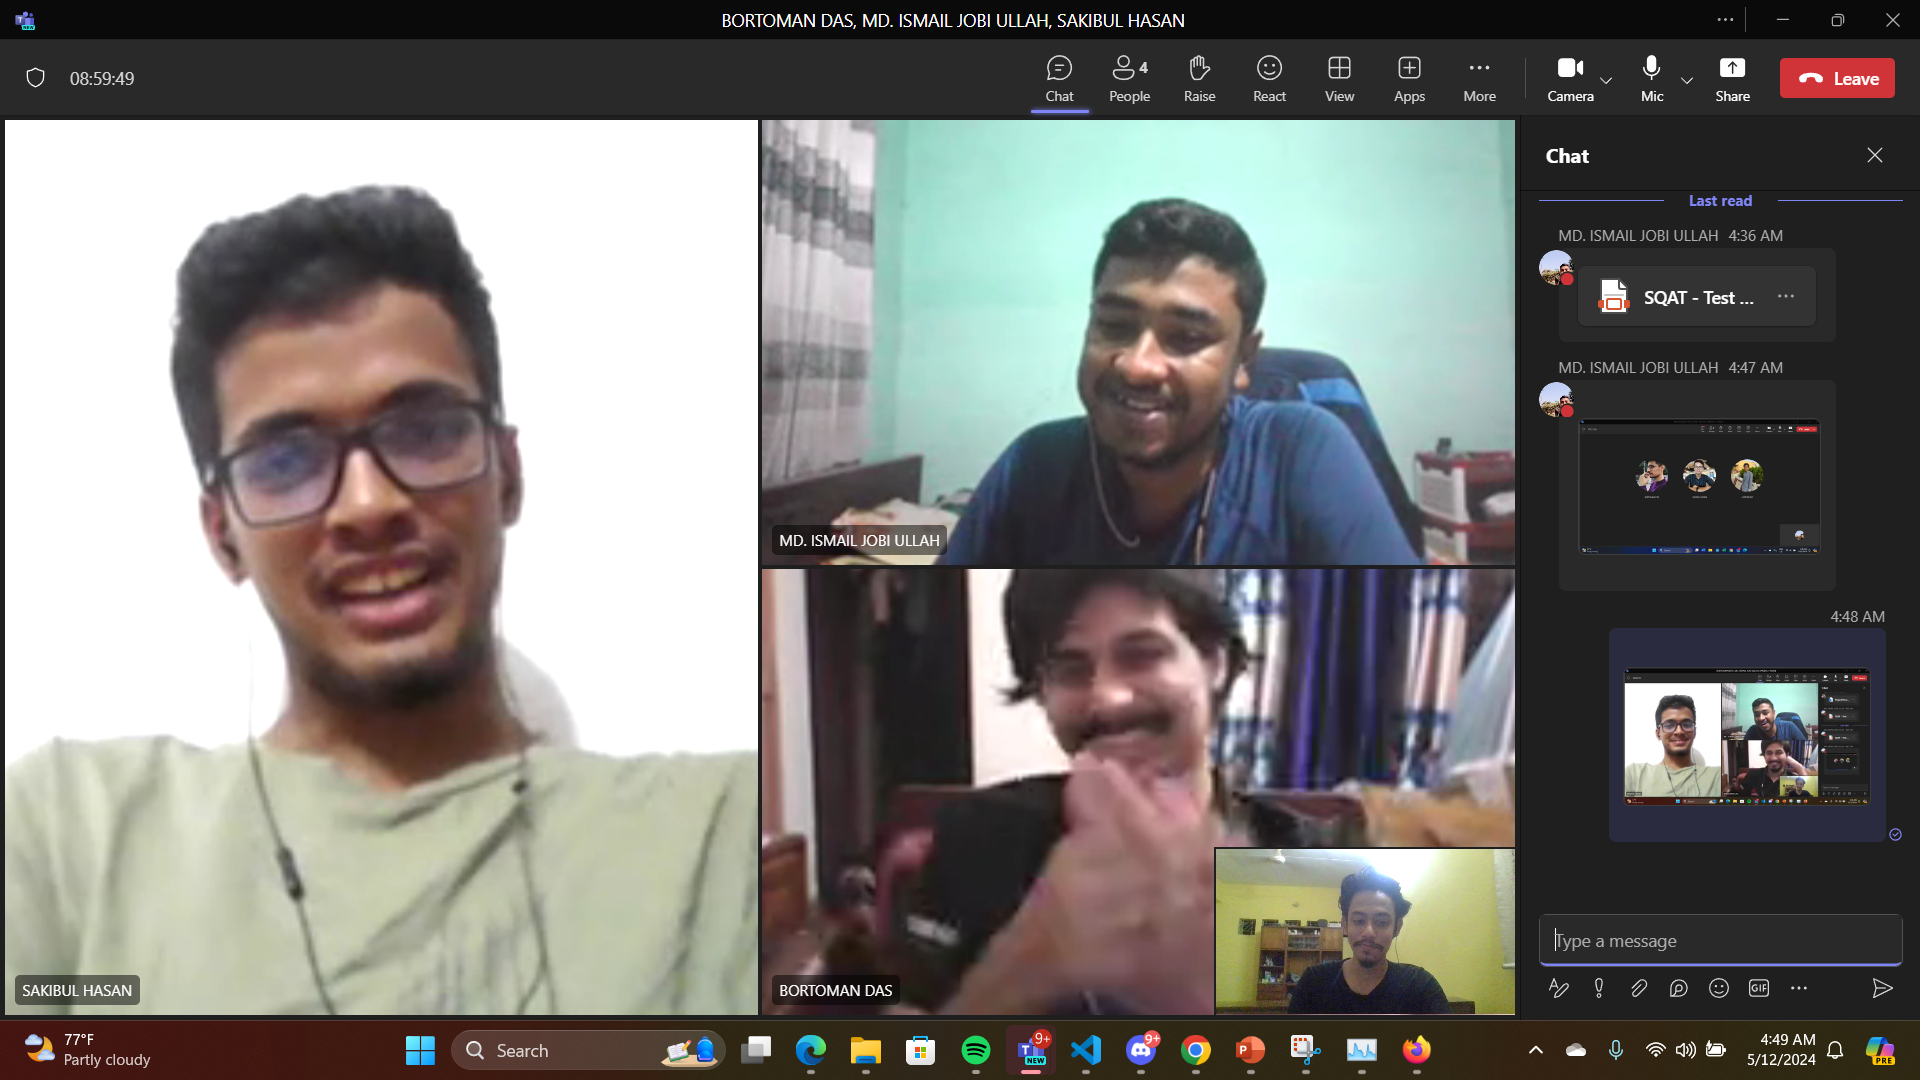 BORTOMAN DAS, MD. ISMAIL JOBI ULLAH, SAKIBUL HASAN
08:59:49
Chat
4
People
Raise
React
View
Apps
More
Camera
Mic
Share
Leave
SAKIBUL HASAN
MD. ISMAIL JOBI ULLAH
BORTOMAN DAS
Chat
Last read
MD. ISMAIL JOBI ULLAH 4:36 AM
SQAT - Test ...
MD. ISMAIL JOBI ULLAH 4:47 AM
4:48 AM
Type a message
GIF
77°F
Partly cloudy
Search
9+
NEW
9+
4:49 AM
5/12/2024
PRE